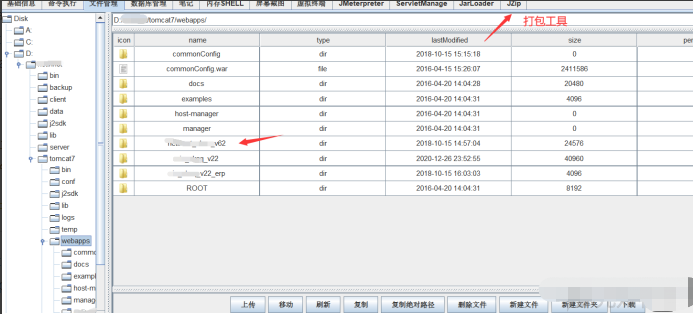 基础信息 命令执行 文件管理 数据库管理 笔记 内存SHELL 屏幕截图 虚拟终端 JMeterpreter ServletManage JarLoader JZip
打包工具
Disk
A:
C:
D:
bin
backup
client
data
j2sdk
lib
server
tomcat7
bin
conf
j2sdk
lib
logs
temp
webapps
commo
docs
example
host-m
manag
/tomcat7/webapps/
icon name type lastModified size per
commonConfig dir 2018-10-15 15:15:18 0
commonConfig.war file 2016-04-15 15:26:07 2411586
docs dir 2016-04-20 14:04:28 20480
examples dir 2016-04-20 14:04:31 4096
host-manager dir 2016-04-20 14:04:31 0
manager dir 2016-04-20 14:04:31 0
_v62 dir 2018-10-15 14:57:04 24576
_v22 dir 2020-12-26 23:52:55 40960
_v22_erp dir 2018-10-15 16:03:03 4096
ROOT dir 2016-04-20 14:04:31 8192
上传 移动 刷新 复制 复制绝对路径 删除文件 新建文件 新建文件夹 下载